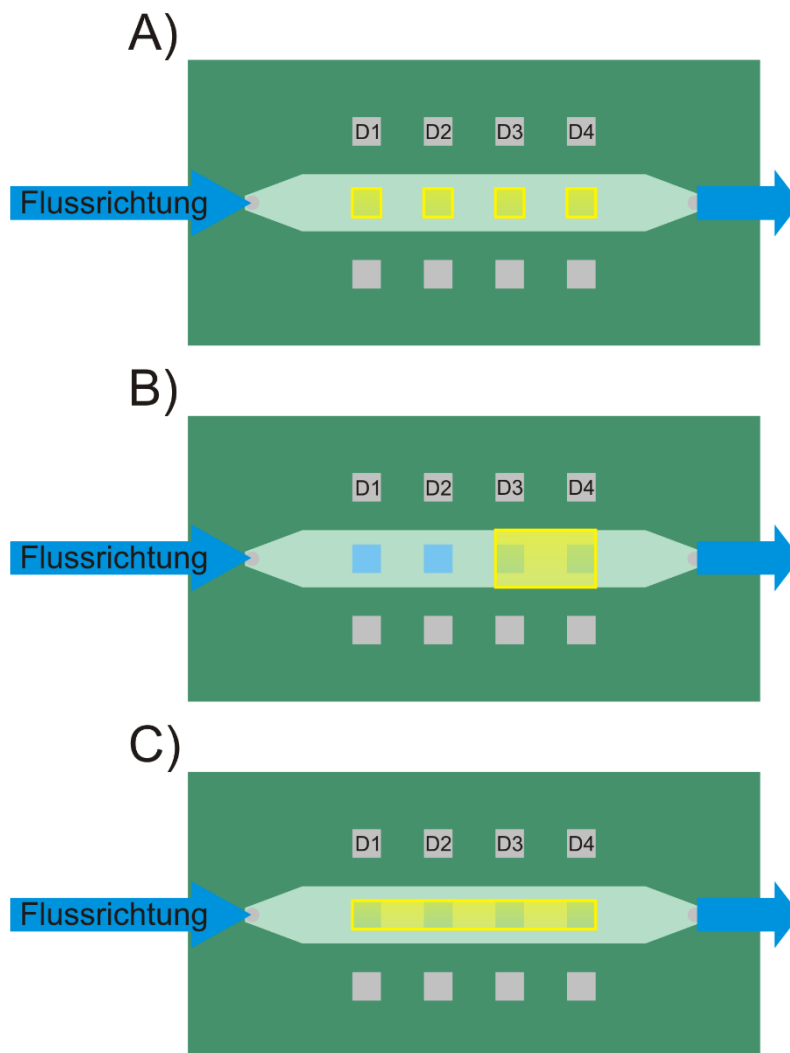 A)
D1 D2 D3 D4
Flussrichtung
B)
D1 D2 D3 D4
Flussrichtung
C)
D1 D2 D3 D4
Flussrichtung